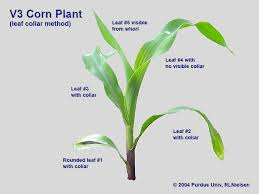 V3 Corn Plant
(leaf collar method)
Leaf #5 visible
from whorl
Leaf #4 with
no visible collar
Leaf #3
with collar
Leaf #2
with collar
Rounded leaf #1
with collar
© 2004 Purdue Univ, RLNielsen